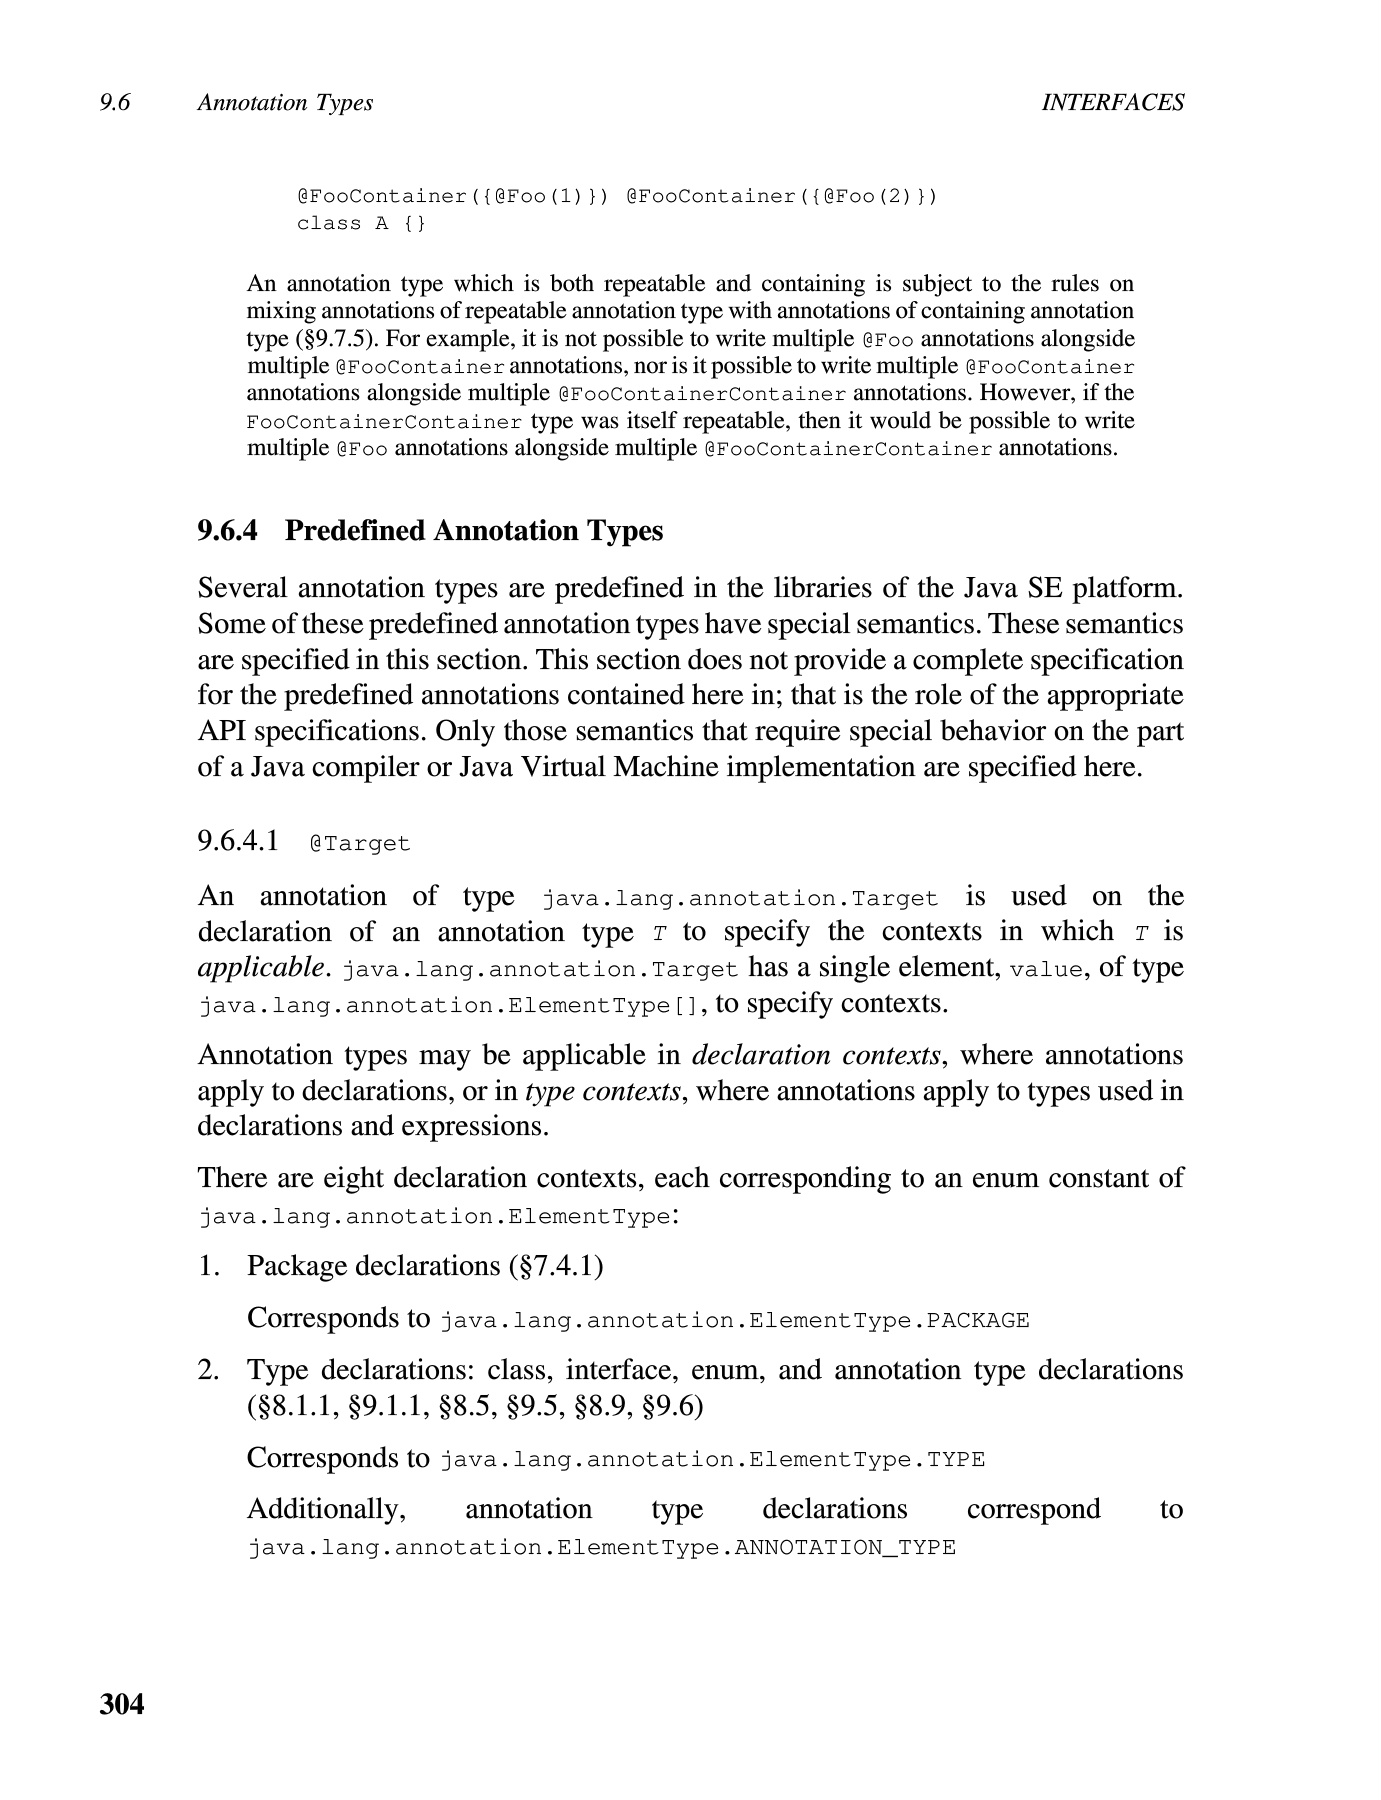 9.6 Annotation Types INTERFACES
@FooContainer({@Foo(1)}) @FooContainer({@Foo(2)})
class A {}
An annotation type which is both repeatable and containing is subject to the rules on
mixing annotations of repeatable annotation type with annotations of containing annotation
type (§9.7.5). For example, it is not possible to write multiple @Foo annotations alongside
multiple @FooContainer annotations, nor is it possible to write multiple @FooContainer
annotations alongside multiple @FooContainerContainer annotations. However, if the
FooContainerContainer type was itself repeatable, then it would be possible to write
multiple @Foo annotations alongside multiple @FooContainerContainer annotations.
9.6.4 Predefined Annotation Types
Several annotation types are predefined in the libraries of the Java SE platform.
Some of these predefined annotation types have special semantics. These semantics
are specified in this section. This section does not provide a complete specification
for the predefined annotations contained here in; that is the role of the appropriate
API specifications. Only those semantics that require special behavior on the part
of a Java compiler or Java Virtual Machine implementation are specified here.
9.6.4.1 @Target
An annotation of type java.lang.annotation.Target is used on the
declaration of an annotation type T to specify the contexts in which T is
applicable. java.lang.annotation.Target has a single element, value, of type
java.lang.annotation.ElementType[], to specify contexts.
Annotation types may be applicable in declaration contexts, where annotations
apply to declarations, or in type contexts, where annotations apply to types used in
declarations and expressions.
There are eight declaration contexts, each corresponding to an enum constant of
java.lang.annotation.ElementType:
1. Package declarations (§7.4.1)
Corresponds to java.lang.annotation.ElementType.PACKAGE
2. Type declarations: class, interface, enum, and annotation type declarations
(§8.1.1, §9.1.1, §8.5, §9.5, §8.9, §9.6)
Corresponds to java.lang.annotation.ElementType.TYPE
Additionally, annotation type declarations correspond to
java.lang.annotation.ElementType.ANNOTATION_TYPE
304